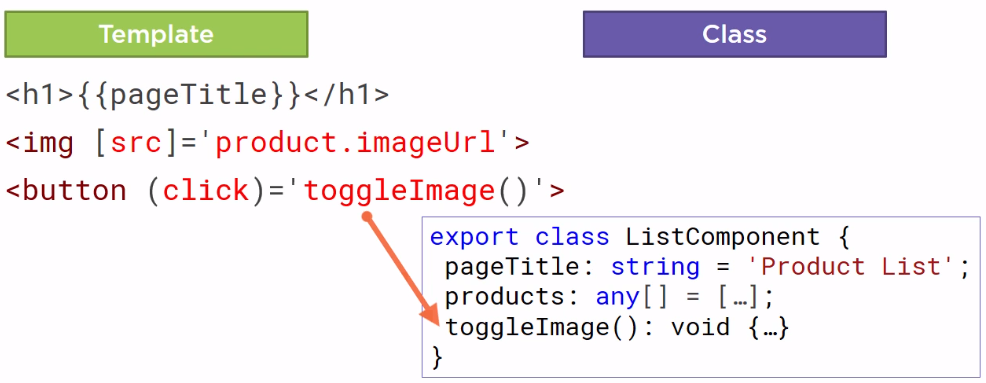 Template
Class
<h1>{{pageTitle}}</h1>
<img [src]='product.imageUrl'>
<button (click)='toggleImage()'>
export class ListComponent {
pageTitle: string = 'Product List';
products: any[] = […];
toggleImage(): void {…}
}